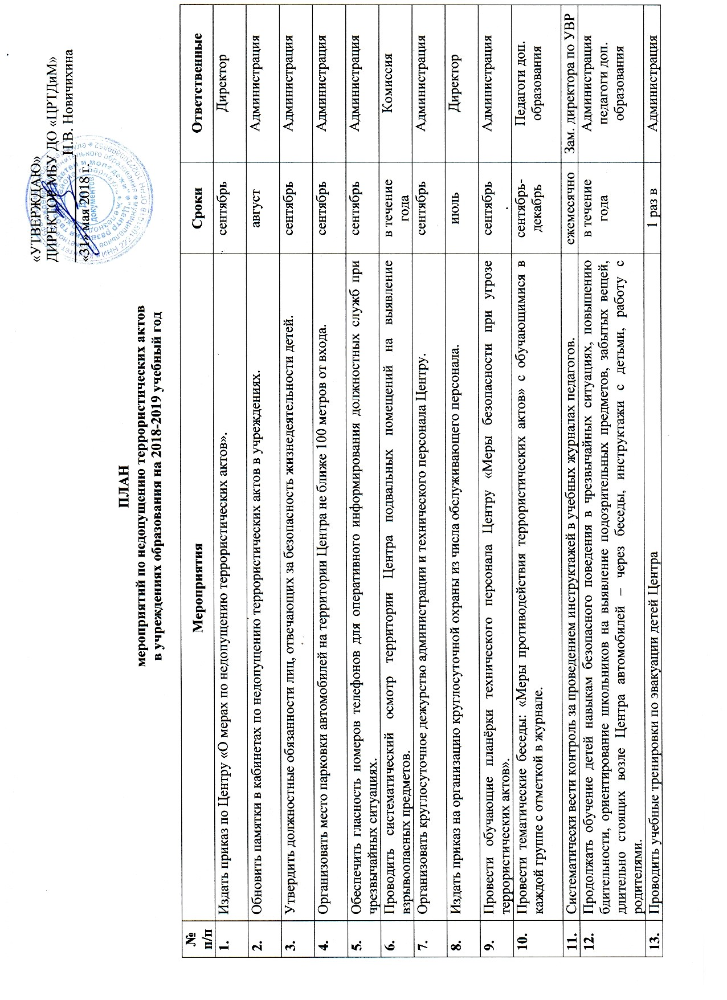 «УТВЕРЖДАЮ»
ДИРЕКТОР МБУ ДО «ЦРТДиМ»
Н.В. Новичихина
«31» мая 2018 г.
ПЛАН
мероприятий по недопущению террористических актов
в учреждениях образования на 2018-2019 учебный год
№ п/п Мероприятия Сроки Ответственные
1. Издать приказ по Центру «О мерах по недопущению террористических актов». сентябрь Директор
2. Обновить памятки в кабинетах по недопущению террористических актов в учреждениях. август Администрация
3. Утвердить должностные обязанности лиц, отвечающих за безопасность жизнедеятельности детей. сентябрь Администрация
4. Организовать место парковки автомобилей на территории Центра не ближе 100 метров от входа. сентябрь Администрация
5. Обеспечить гласность номеров телефонов для оперативного информирования должностных служб при сентябрь Администрация
чрезвычайных ситуациях.
6. Проводить систематический осмотр территории Центра подвальных помещений на выявление в течение Комиссия
взрывоопасных предметов. года
7. Организовать круглосуточное дежурство администрации и технического персонала Центру. сентябрь Администрация
8. Издать приказ на организацию круглосуточной охраны из числа обслуживающего персонала. июль Директор
9. Провести обучающие планёрки технического персонала Центру «Меры безопасности при угрозе сентябрь Администрация
террористических актов».
10. Провести тематические беседы: «Меры противодействия террористических актов» с обучающимися в сентябрь- Педагоги доп.
каждой группе с отметкой в журнале. декабрь образования
11. Систематически вести контроль за проведением инструктажей в учебных журналах педагогов. ежемесячно Зам. директора по УВР
12. Продолжать обучение детей навыкам безопасного поведения в чрезвычайных ситуациях, повышению в течение Администрация
бдительности, ориентирование школьников на выявление подозрительных предметов, забытых вещей, года педагоги доп.
длительно стоящих возле Центра автомобилей – через беседы, инструктажи с детьми, работу с образования
родителями.
13. Проводить учебные тренировки по эвакуации детей Центра 1 раз в Администрация